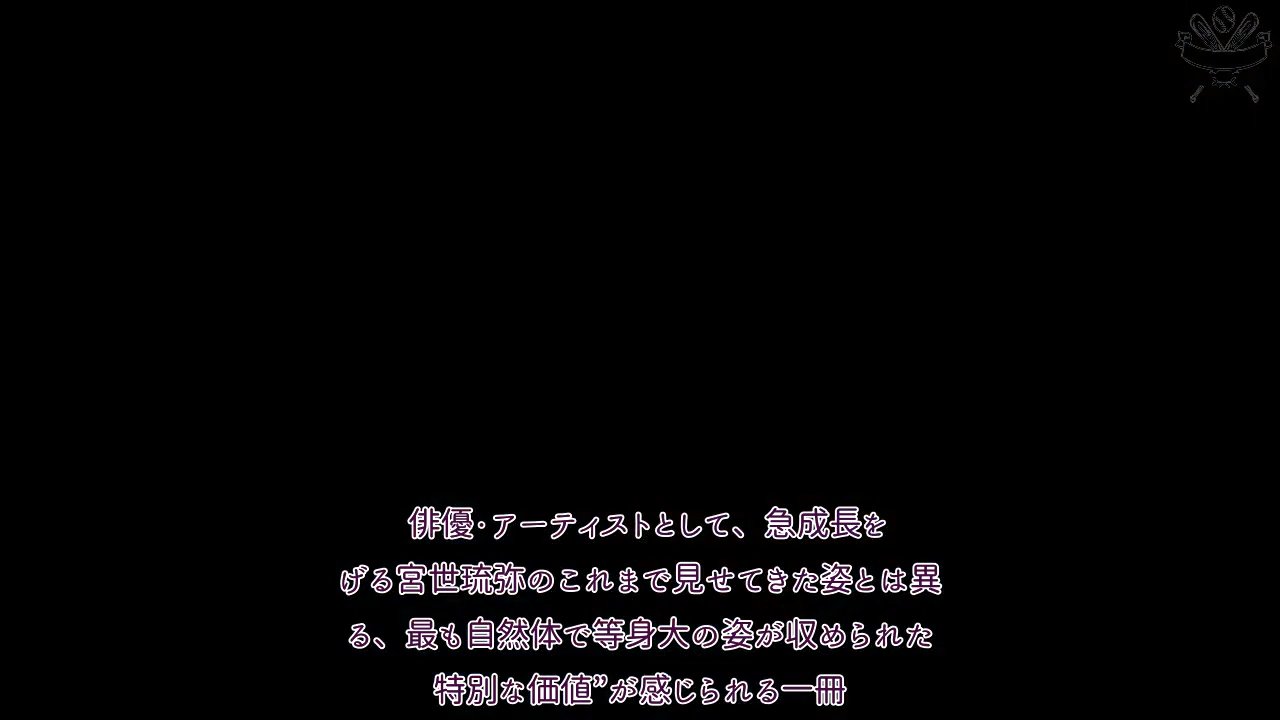 俳優・アーティストとして、急成長を
げる宮世琉弥のこれまで見せてきた姿とは異
る、最も自然体で等身大の姿が収められた
特別な価値”が感じられる一冊